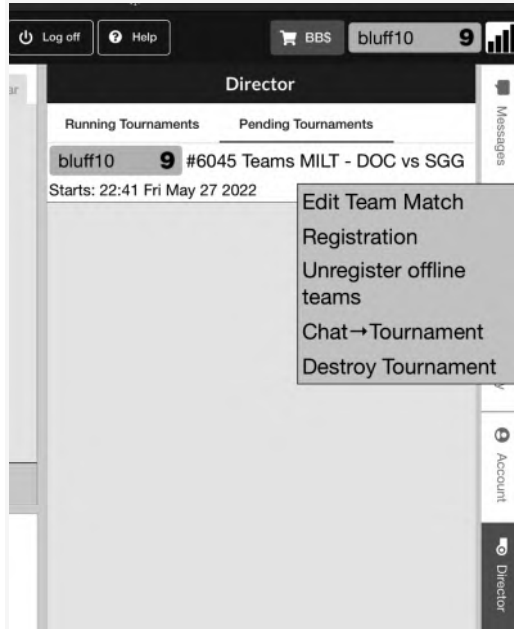 Log off
Help
BBS
bluff10 9
Director
Running Tournaments
Pending Tournaments
bluff10 9 #6045 Teams MILT - DOC vs SGG
Starts: 22:41 Fri May 27 2022
Edit Team Match
Registration
Unregister offline
teams
Chat→Tournament
Destroy Tournament
Messages
Account
Director